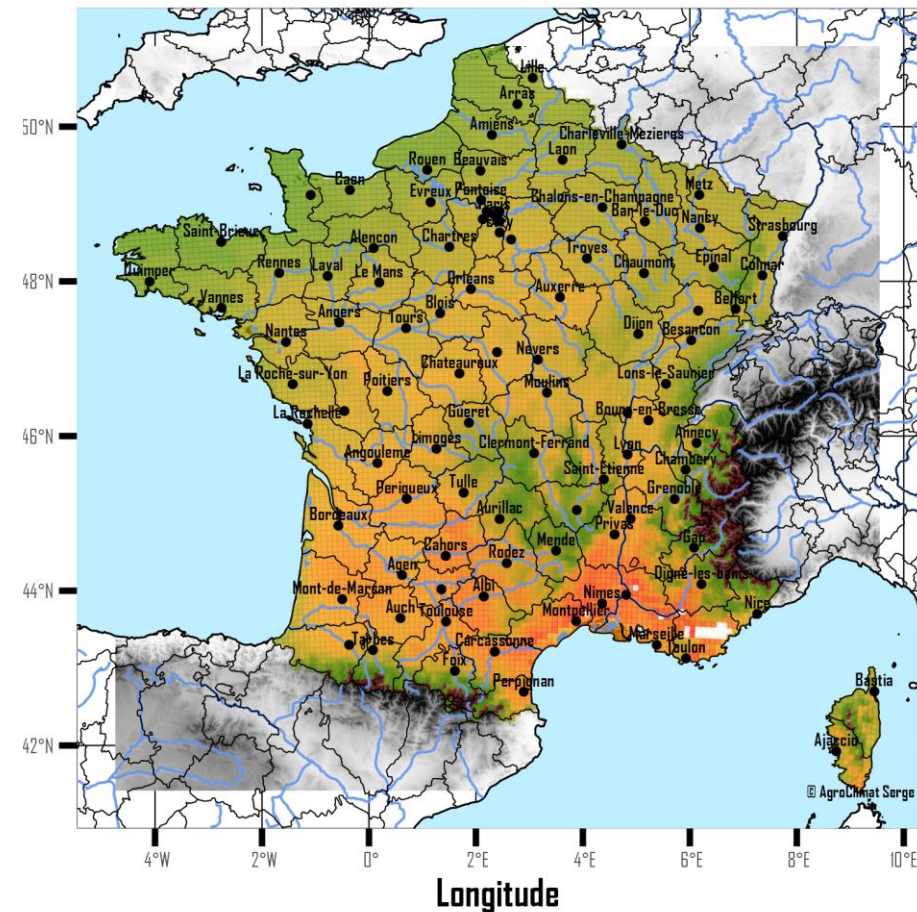 Lille
Arras
50°N
Amiens
Charleville-Mezieres
Laon
Rouen
Beauvais
Caen
Evreux
Pontoise
Metz
Chalons-en-Champagne
Paris
Bar-le-Duc
Nancy
Saint-Brieuc
Alencon
Chartres
Strasbourg
Troyes
Quimper
Rennes
Laval
Le Mans
Chaumont
Epinal
Colmar
48°N
Orleans
Auxerre
Vannes
Blois
Belfort
Angers
Tours
Dijon
Besancon
Nantes
Nevers
Chateauroux
La Roche-sur-Yon
Poitiers
Moulins
Lons-le-Saunier
La Rochelle
Gueret
Bourg-en-Bresse
46°N
Limoges
Clermont-Ferrand
Lyon
Annecy
Angouleme
Saint-Etienne
Chambery
Perigueux
Tulle
Grenoble
Bordeaux
Aurillac
Valence
Privas
Cahors
Rodez
Mende
Gap
Agen
44°N
Mont-de-Marsan
Albi
Nimes
Digne-les-bains
Auch
Toulouse
Montpellier
Nice
Tarbes
Carcassonne
Marseille
Toulon
Foix
Perpignan
Bastia
42°N
Ajaccio
© AgroClimat Serge
4°W
2°W
0°
2°E
4°E
6°E
8°E
10°E
Longitude